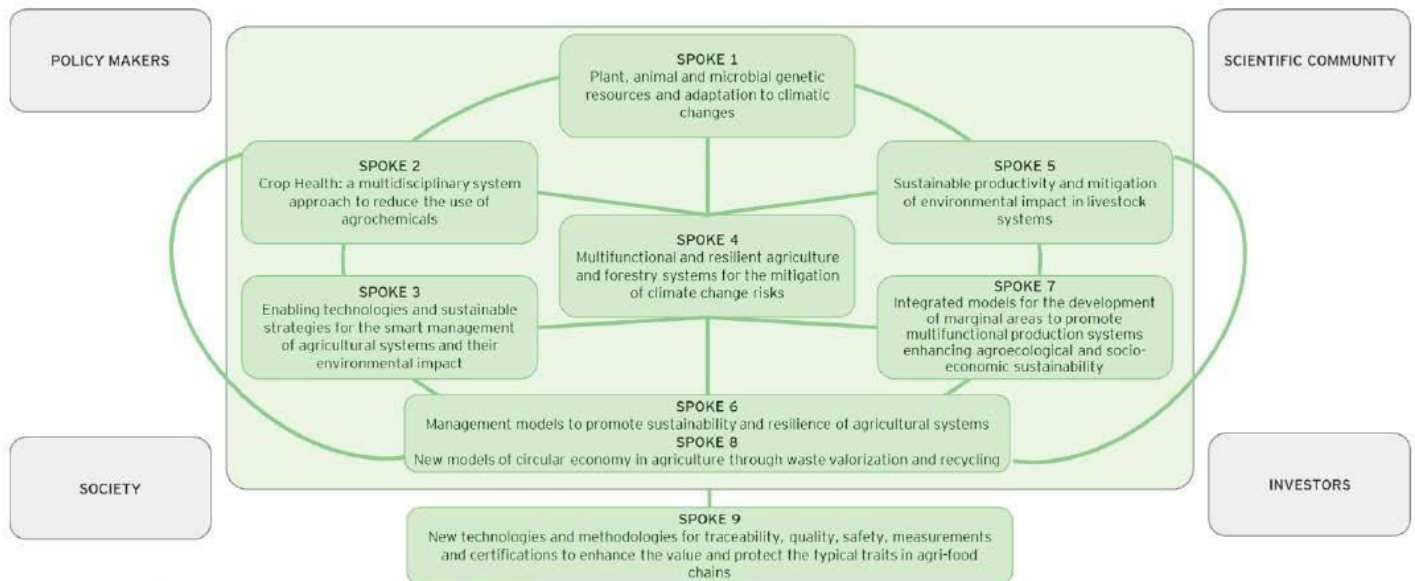 POLICY MAKERS
SCIENTIFIC COMMUNITY
SPOKE 1
Plant, animal and microbial genetic
resources and adaptation to climatic
changes
SPOKE 2
Crop Health: a multidisciplinary system
approach to reduce the use of
agrochemicals
SPOKE 5
Sustainable productivity and mitigation
of environmental impact in livestock
systems
SPOKE 4
Multifunctional and resilient agriculture
and forestry systems for the mitigation
of climate change risks
SPOKE 3
Enabling technologies and sustainable
strategies for the smart management
of agricultural systems and their
environmental impact
SPOKE 7
Integrated models for the development
of marginal areas to promote
multifunctional production systems
enhancing agroecological and socio-
economic sustainability
SPOKE 6
Management models to promote sustainability and resilience of agricultural systems
SPOKE 8
New models of circular economy in agriculture through waste valorization and recycling
SOCIETY
INVESTORS
SPOKE 9
New technologies and methodologies for traceability, quality, safety, measurements
and certifications to enhance the value and protect the typical traits in agri-food
chains